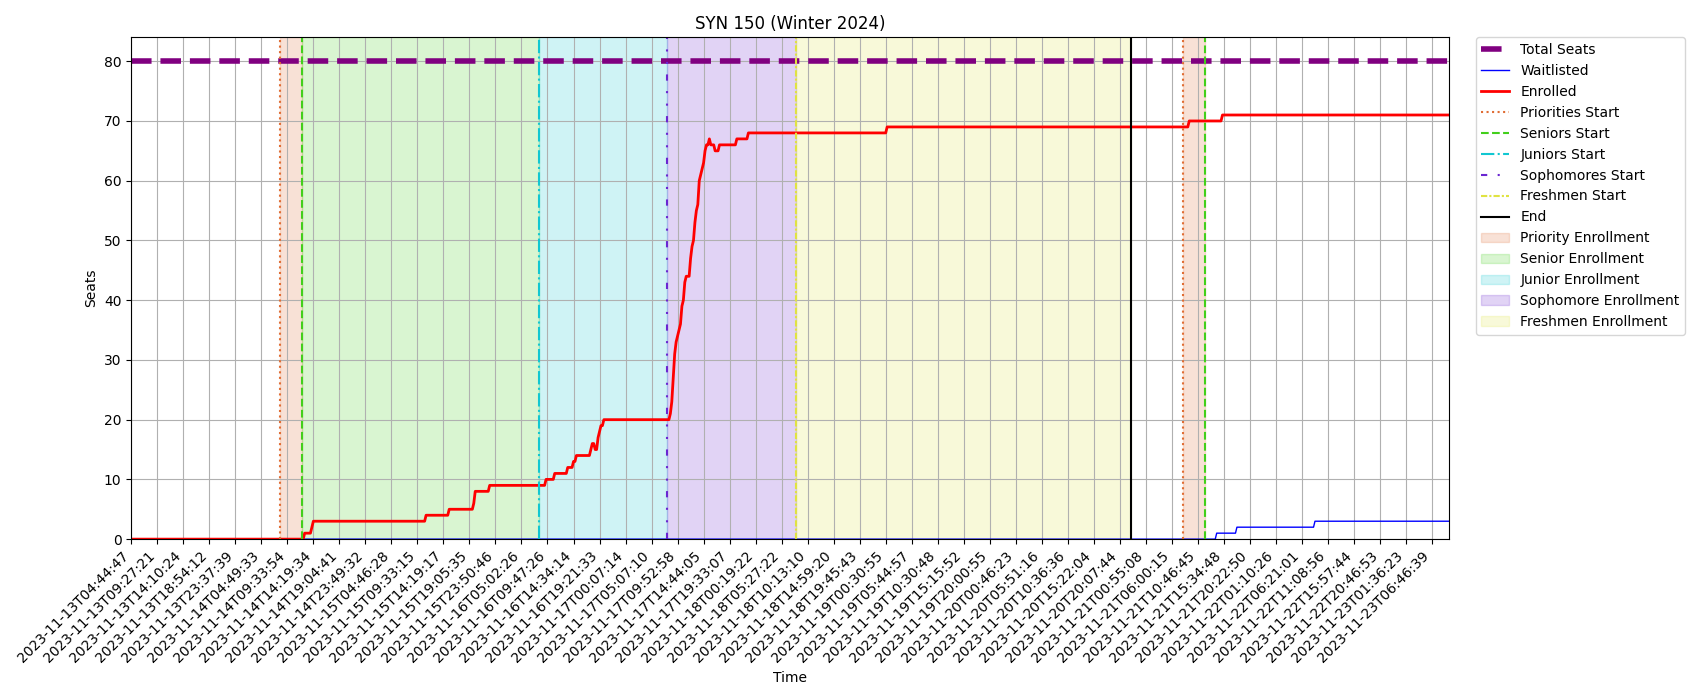 SYN 150 (Winter 2024)
Seats
80
70
60
50
40
30
20
10
0
2023-11-13T04:44:47
2023-11-13T09:27:21
2023-11-13T14:10:24
2023-11-13T18:54:12
2023-11-13T23:37:39
2023-11-14T04:49:33
2023-11-14T09:33:54
2023-11-14T14:19:34
2023-11-14T19:04:41
2023-11-14T23:49:32
2023-11-15T04:46:28
2023-11-15T09:33:15
2023-11-15T14:19:17
2023-11-15T19:05:35
2023-11-15T23:50:46
2023-11-16T05:02:26
2023-11-16T09:47:26
2023-11-16T14:34:14
2023-11-16T19:21:33
2023-11-17T00:07:14
2023-11-17T05:07:10
2023-11-17T09:52:58
2023-11-17T14:44:05
2023-11-17T19:33:07
2023-11-18T00:19:22
2023-11-18T05:27:22
2023-11-18T10:13:10
2023-11-18T14:59:20
2023-11-18T19:45:43
2023-11-19T00:30:55
2023-11-19T05:44:57
2023-11-19T10:30:48
2023-11-19T15:15:52
2023-11-19T20:00:55
2023-11-20T00:46:23
2023-11-20T05:51:16
2023-11-20T10:36:36
2023-11-20T15:22:04
2023-11-20T20:07:44
2023-11-21T00:55:08
2023-11-21T06:00:15
2023-11-21T10:46:45
2023-11-21T15:34:48
2023-11-21T20:22:50
2023-11-22T01:10:26
2023-11-22T06:21:01
2023-11-22T11:08:56
2023-11-22T15:57:44
2023-11-22T20:46:53
2023-11-23T01:36:23
2023-11-23T06:46:39
Time
Total Seats
Waitlisted
Enrolled
Priorities Start
Seniors Start
Juniors Start
Sophomores Start
Freshmen Start
End
Priority Enrollment
Senior Enrollment
Junior Enrollment
Sophomore Enrollment
Freshmen Enrollment